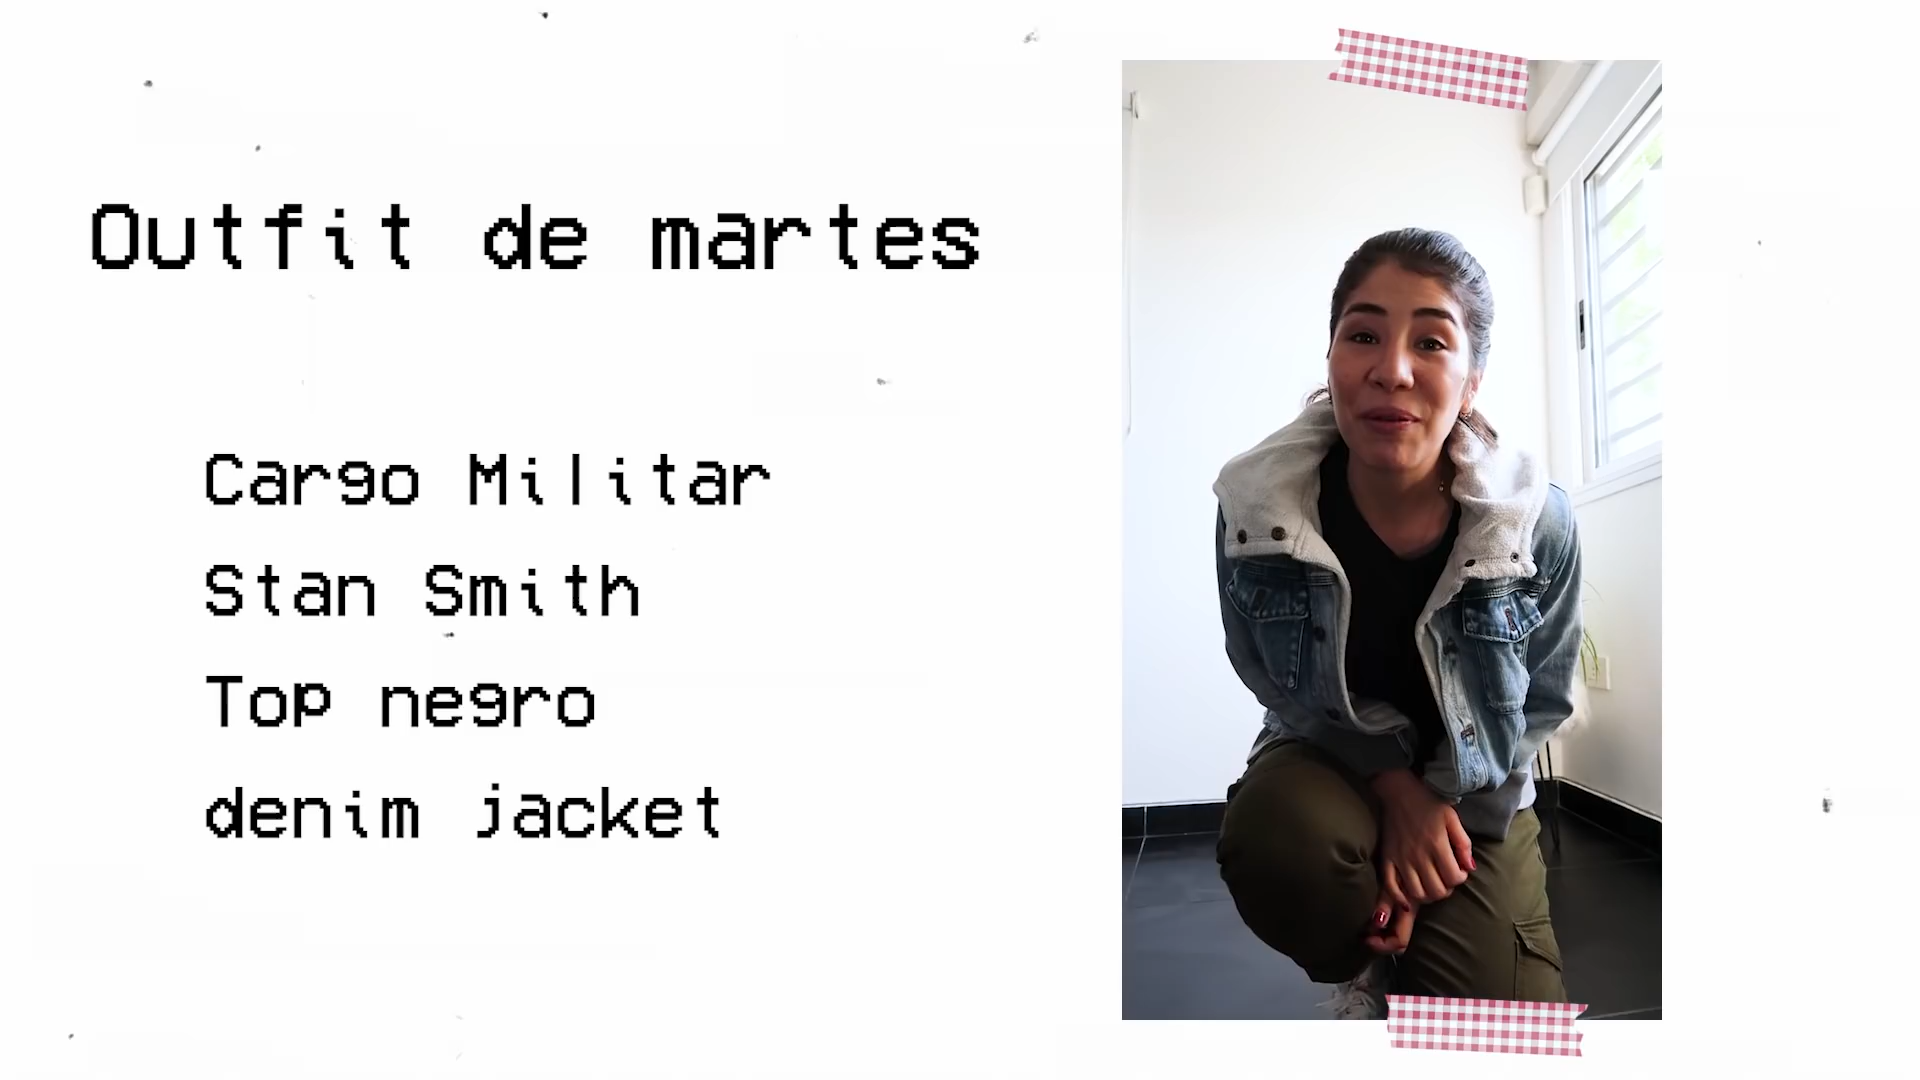 Outfit de martes
Cargo Militar
Stan Smith
Top negro
denim jacket